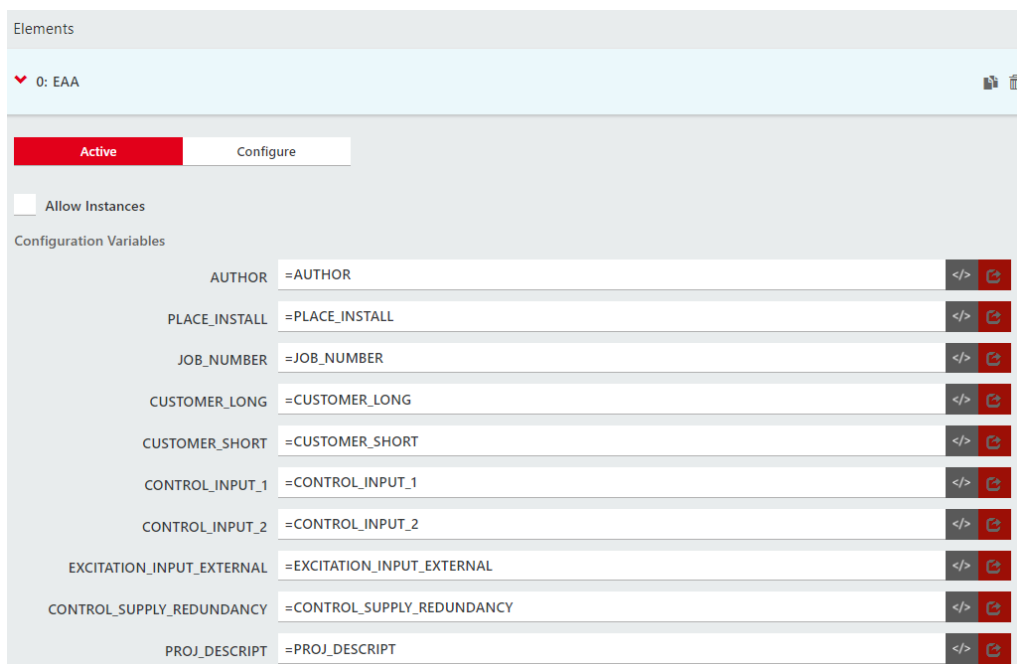 Elements
0: EAA
Active Configure
Allow Instances
Configuration Variables
AUTHOR =AUTHOR </>
PLACE_INSTALL =PLACE_INSTALL </>
JOB_NUMBER =JOB_NUMBER </>
CUSTOMER_LONG =CUSTOMER_LONG </>
CUSTOMER_SHORT =CUSTOMER_SHORT </>
CONTROL_INPUT_1 =CONTROL_INPUT_1 </>
CONTROL_INPUT_2 =CONTROL_INPUT_2 </>
EXCITATION_INPUT_EXTERNAL =EXCITATION_INPUT_EXTERNAL </>
CONTROL_SUPPLY_REDUNDANCY =CONTROL_SUPPLY_REDUNDANCY </>
PROJ_DESCRIPT =PROJ_DESCRIPT </>